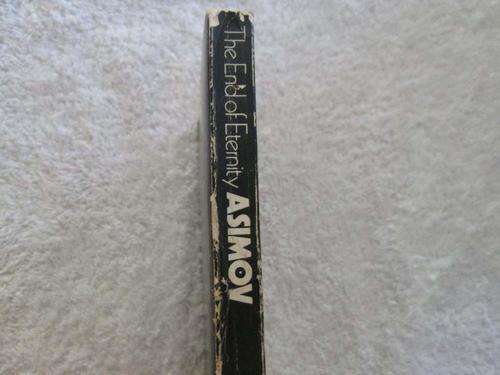 The End of Eternity ASIMOV